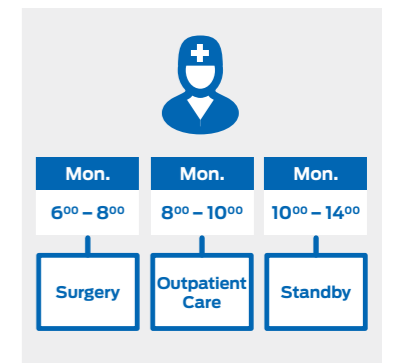 Mon. Mon. Mon.
6⁰⁰ – 8⁰⁰ 8⁰⁰ – 10⁰⁰ 10⁰⁰ – 14⁰⁰
Surgery
Outpatient
Care
Standby